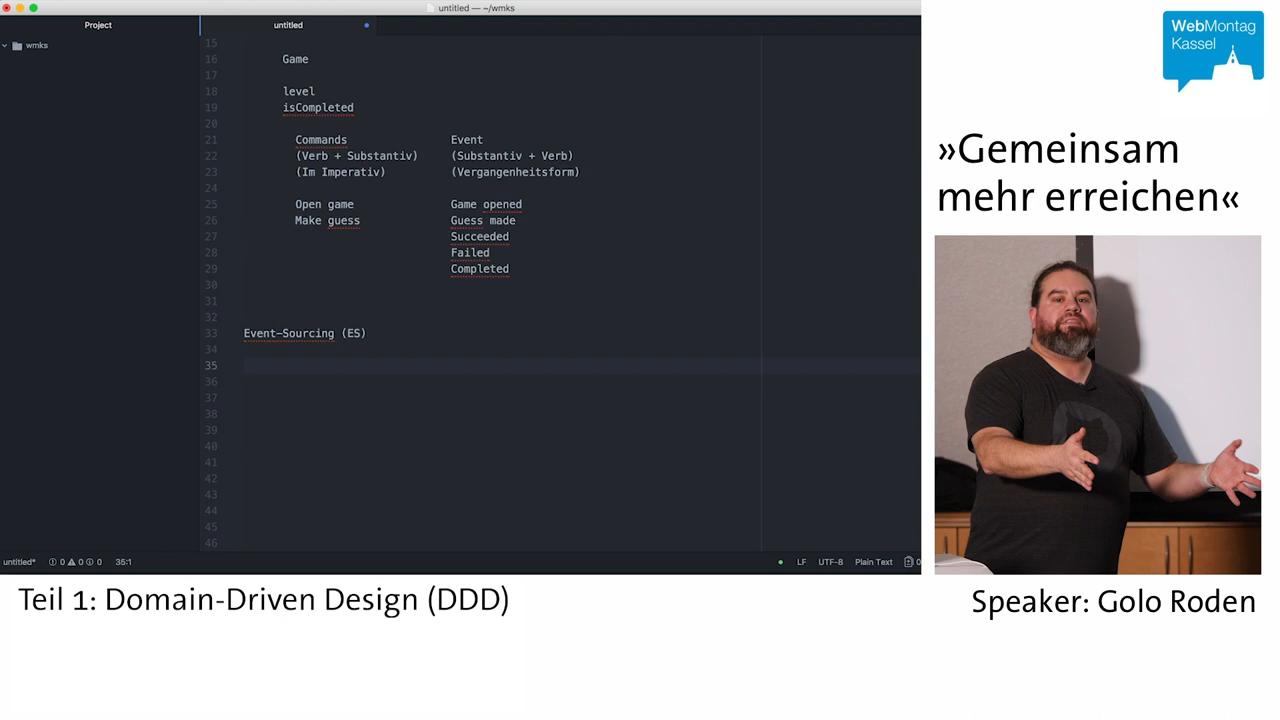 untitled — ~/wmks
Project
untitled
wmks
15
16 Game
17
18 level
19 isCompleted
20
21 Commands Event
22 (Verb + Substantiv) (Substantiv + Verb)
23 (Im Imperativ) (Vergangenheitsform)
24
25 Open game Game opened
26 Make guess Guess made
27 Succeeded
28 Failed
29 Completed
30
31
32
33 Event-Sourcing (ES)
34
35
36
37
38
39
40
41
42
43
44
45
46
untitled* 0 0 0 35:1 LF UTF-8 Plain Text 0
WebMontag
Kassel
»Gemeinsam
mehr erreichen«
Teil 1: Domain-Driven Design (DDD)
Speaker: Golo Roden